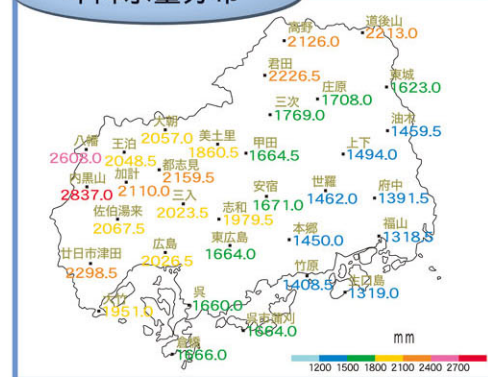 高野
2126.0
道後山
2213.0
君田
2226.5
東城
1623.0
庄原
1708.0
三次
1769.0
油木
1459.5
大朝
2057.0
八幡
2608.0
王泊
2048.5
美土里
1860.5
甲田
1664.5
上下
1494.0
都志見
2159.5
加計
2110.0
内黒山
2837.0
三入
2023.5
安宿
1671.0
世羅
1462.0
府中
1391.5
佐伯湯来
2067.5
志和
1979.5
東広島
1664.0
本郷
1450.0
福山
1318.5
広島
2026.5
廿日市津田
2298.5
竹原
1408.5
生口島
1319.0
大竹
1951.0
呉
1660.0
呉市蒲刈
1664.0
倉橋
1666.0
mm
1200 1500 1800 2100 2400 2700